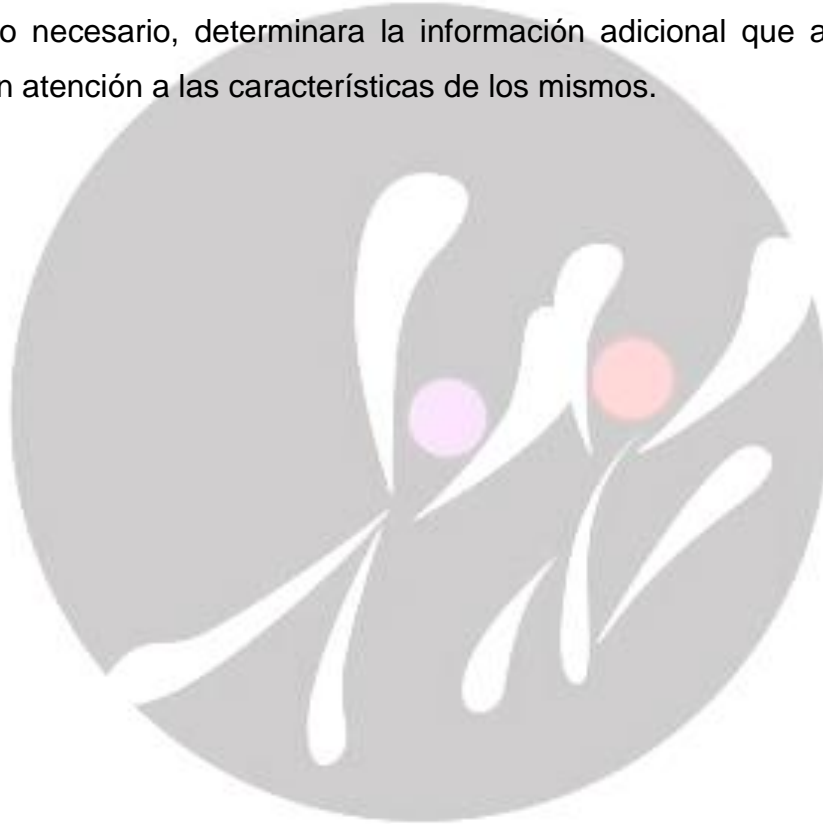 o necesario, determinara la información adicional que a
n atención a las características de los mismos.